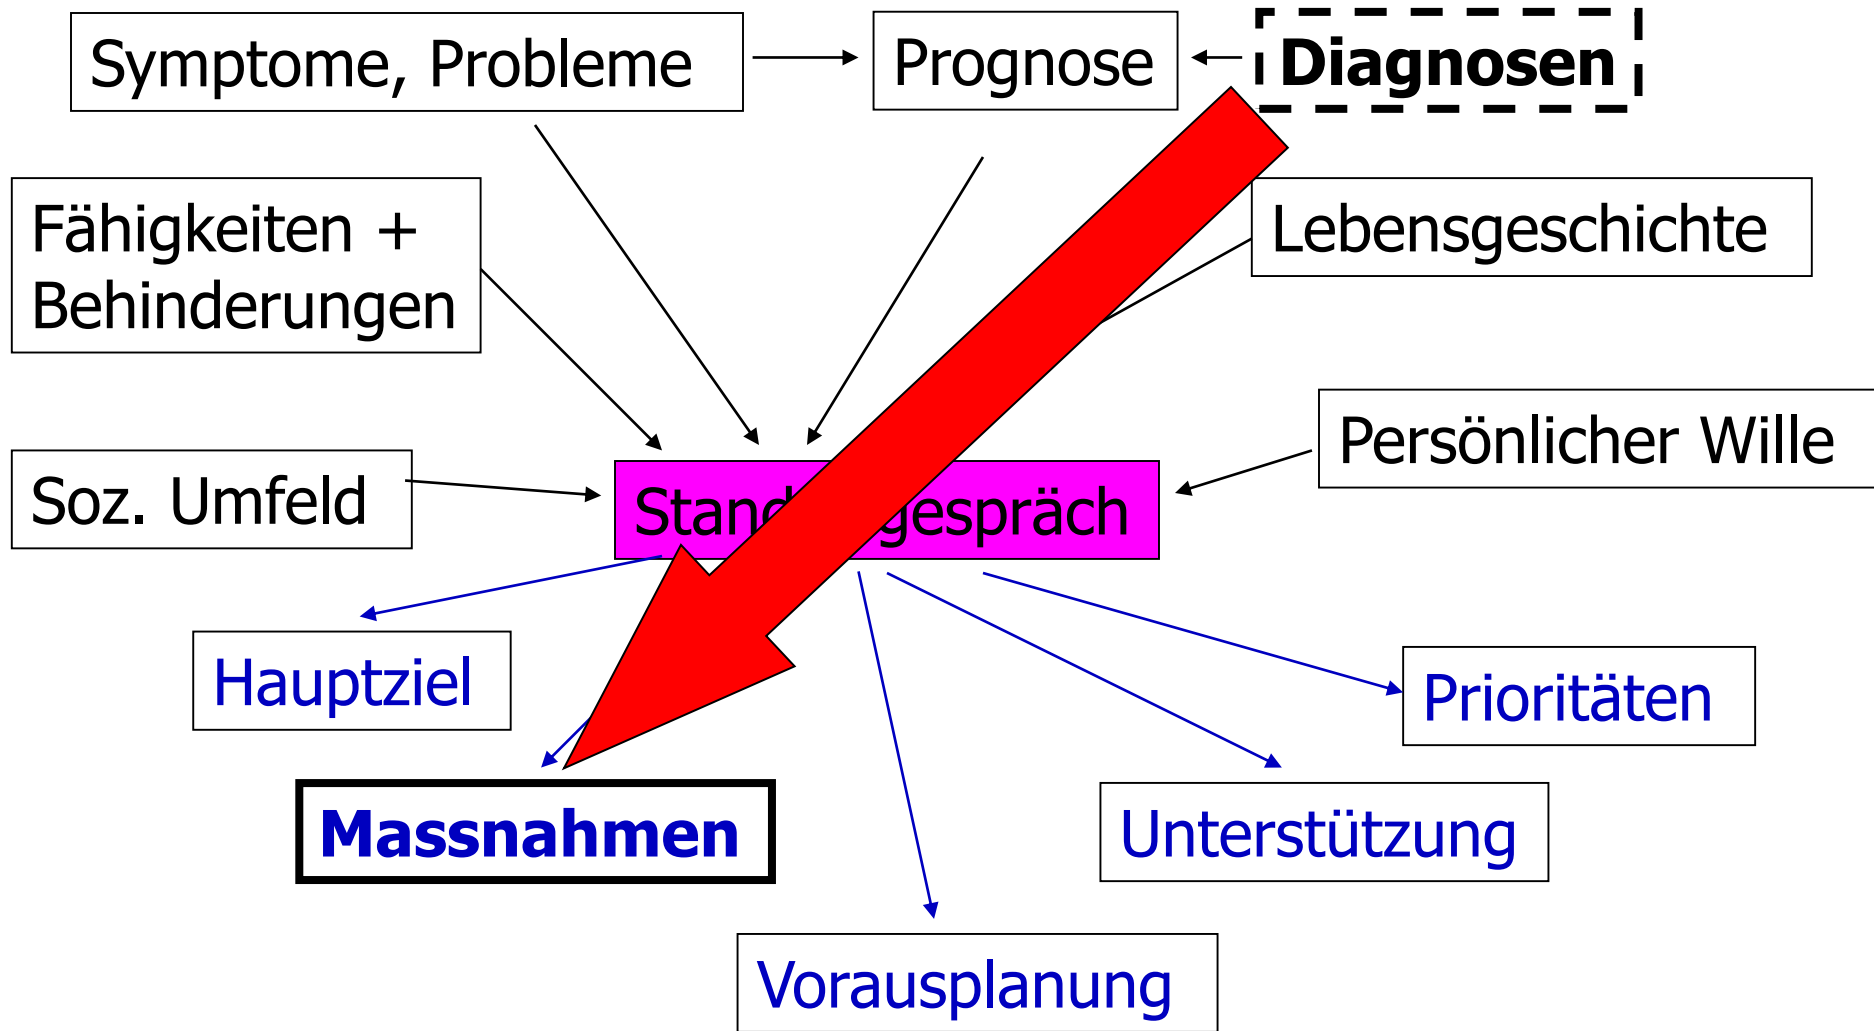 Symptome, Probleme
Prognose
Diagnosen
Fähigkeiten +
Behinderungen
Lebensgeschichte
Persönlicher Wille
Soz. Umfeld
Hauptziel
Prioritäten
Massnahmen
Unterstützung
Vorausplanung